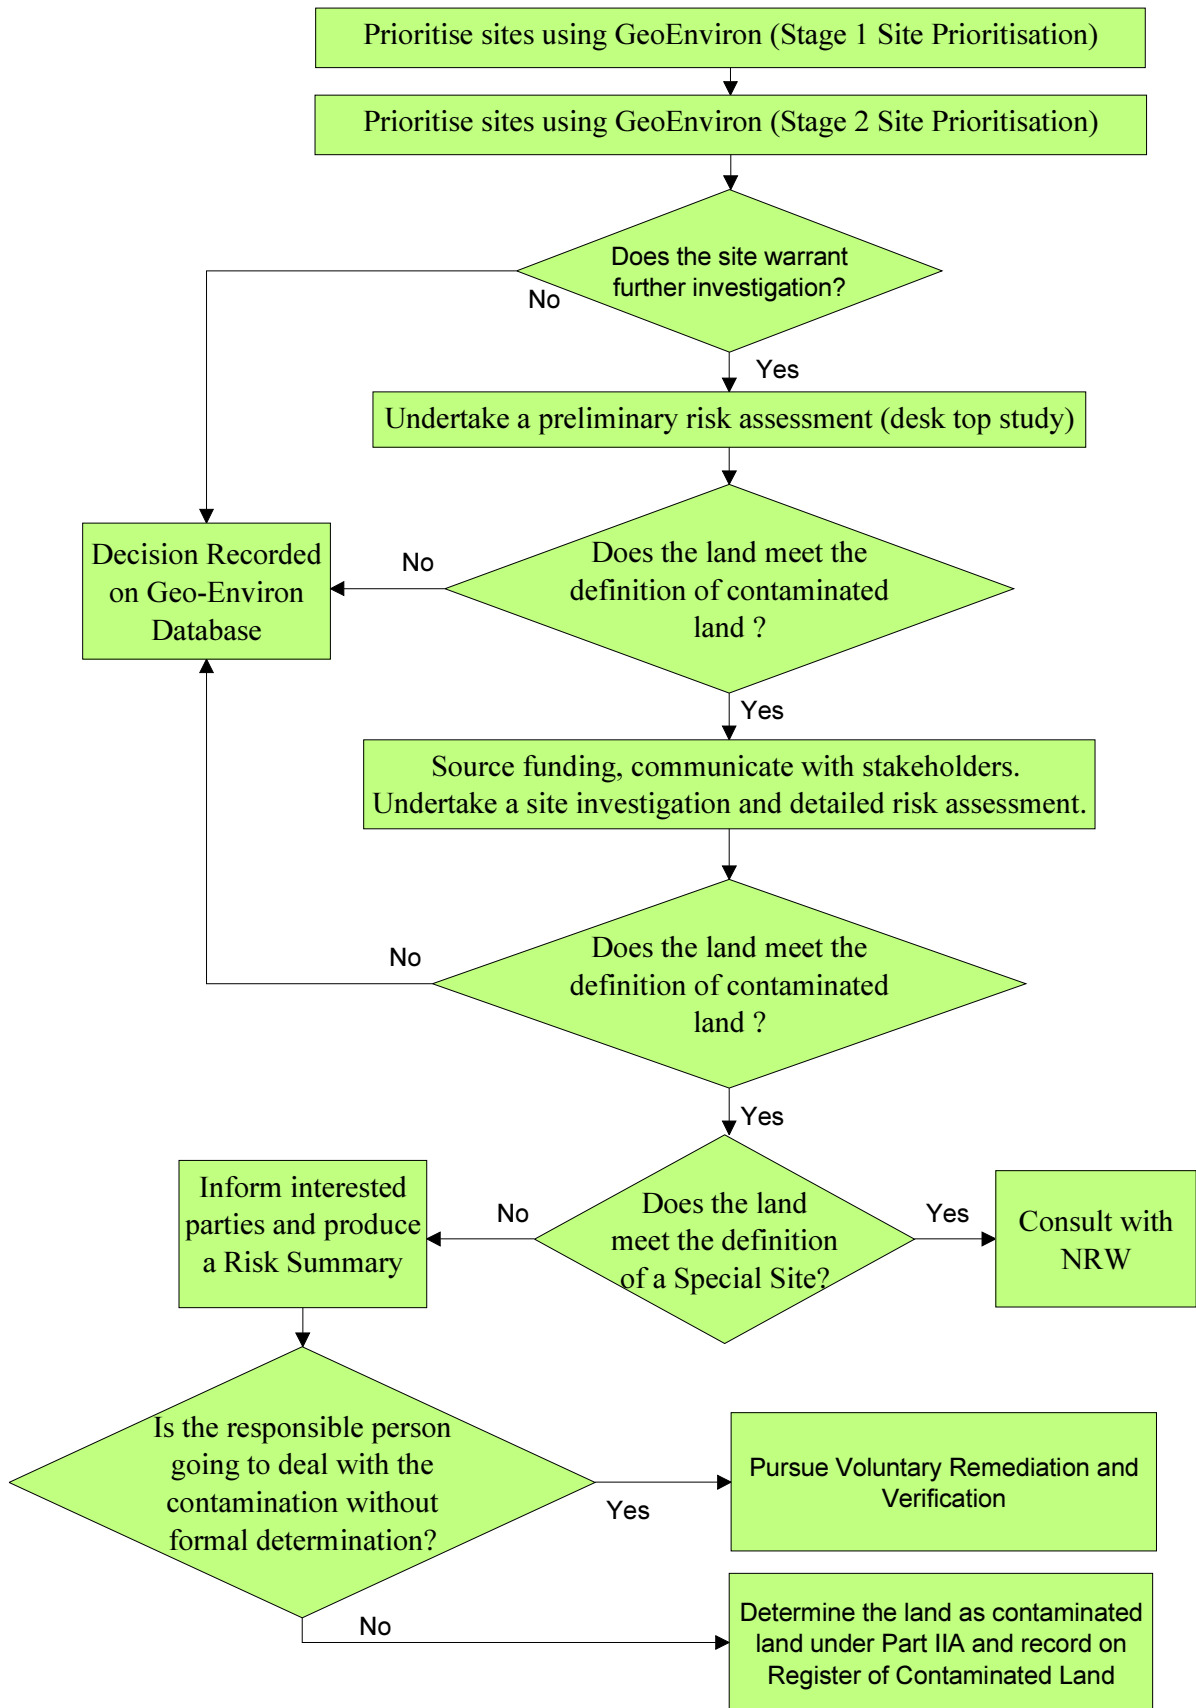 Prioritise sites using GeoEnviron (Stage 1 Site Prioritisation)
Prioritise sites using GeoEnviron (Stage 2 Site Prioritisation)
Does the site warrant
further investigation?
No
Yes
Undertake a preliminary risk assessment (desk top study)
Decision Recorded
on Geo-Environ
Database
No
Does the land meet the
definition of contaminated
land ?
Yes
Source funding, communicate with stakeholders.
Undertake a site investigation and detailed risk assessment.
No
Does the land meet the
definition of contaminated
land ?
Yes
Inform interested
parties and produce
a Risk Summary
No
Does the land
meet the definition
of a Special Site?
Yes
Consult with
NRW
Is the responsible person
going to deal with the
contamination without
formal determination?
Yes
Pursue Voluntary Remediation and
Verification
No
Determine the land as contaminated
land under Part IIA and record on
Register of Contaminated Land